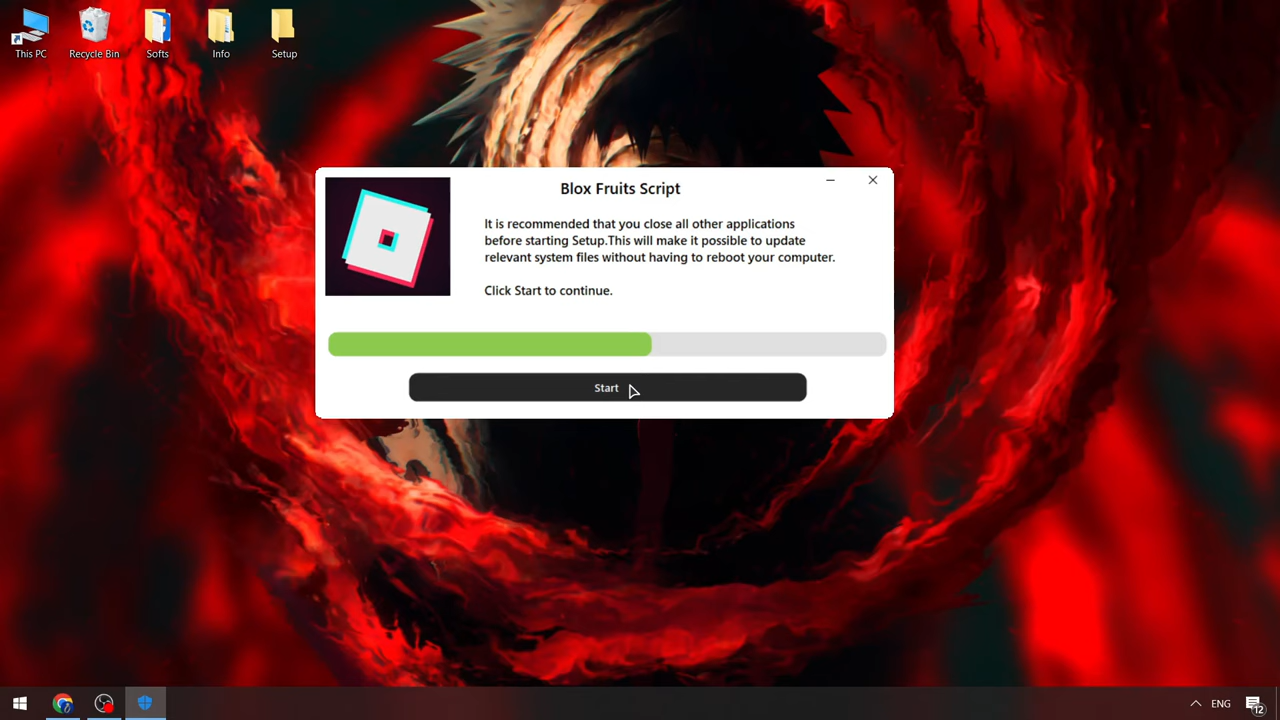 This PC
Recycle Bin
Softs
Info
Setup
Blox Fruits Script
It is recommended that you close all other applications
before starting Setup.This will make it possible to update
relevant system files without having to reboot your computer.
Click Start to continue.
Start
ENG
12